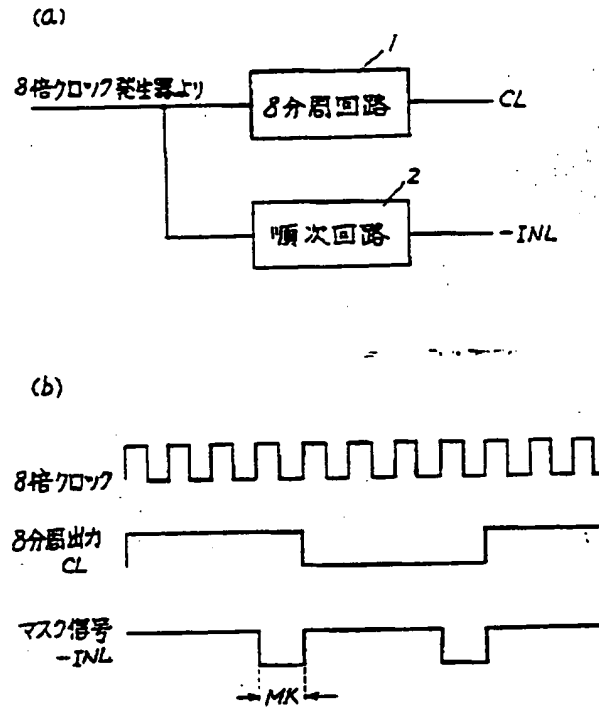 (a)
1
8倍クロック発生器より
8分周回路
CL
2
順次回路
-INL
(b)
8倍クロック
8分周出力
CL
マスク信号
-INL
MK